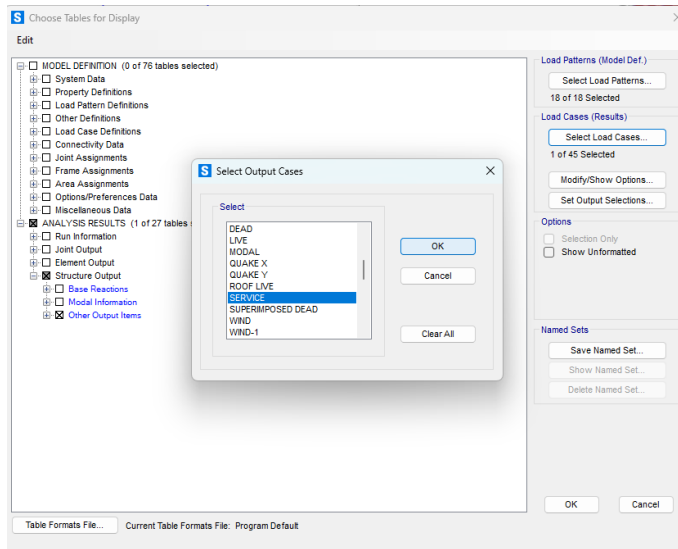 S Choose Tables for Display
Edit
MODEL DEFINITION (0 of 76 tables selected)
System Data
Property Definitions
Load Pattern Definitions
Other Definitions
Load Case Definitions
Connectivity Data
Joint Assignments
Frame Assignments
Area Assignments
Options/Preferences Data
Miscellaneous Data
ANALYSIS RESULTS (1 of 27 tables
Run Information
Joint Output
Element Output
Structure Output
Base Reactions
Modal Information
Other Output Items
S Select Output Cases
Select
DEAD
LIVE
MODAL
QUAKE X
QUAKE Y
ROOF LIVE
SERVICE
SUPERIMPOSED DEAD
WIND
WIND-1
OK
Cancel
Clear All
Load Patterns (Model Def.)
Select Load Patterns...
18 of 18 Selected
Load Cases (Results)
Select Load Cases...
1 of 45 Selected
Modify/Show Options...
Set Output Selections...
Options
Selection Only
Show Unformatted
Named Sets
Save Named Set...
Show Named Set...
Delete Named Set...
OK Cancel
Table Formats File... Current Table Formats File: Program Default